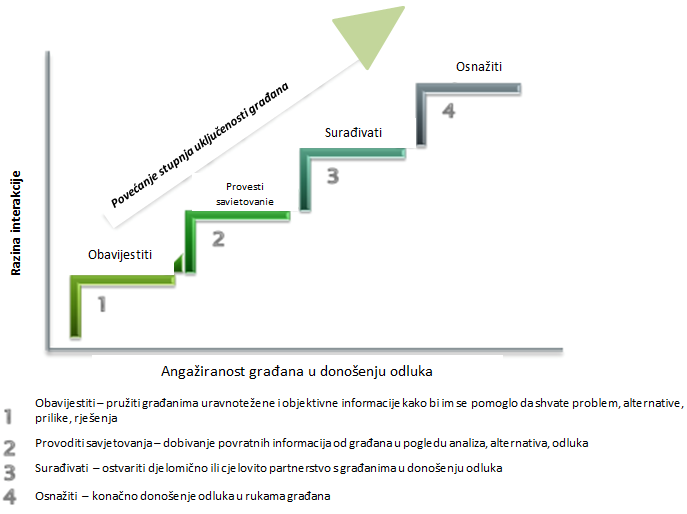 Osnažiti
4
Povećanje stupnja uključenosti građana
Surađivati
3
Provesti
savietovanie
2
Obavijestiti
1
Razina interakcije
Angažiranost građana u donošenju odluka
1 Obavijestiti – pružiti građanima uravnotežene i objektivne informacije kako bi im se pomoglo da shvate problem, alternative,
prilike, rješenja
2 Provoditi savjetovanja – dobivanje povratnih informacija od građana u pogledu analiza, alternativa, odluka
3 Surađivati – ostvariti djelomično ili cjelovito partnerstvo s građanima u donošenju odluka
4 Osnažiti – konačno donošenje odluka u rukama građana